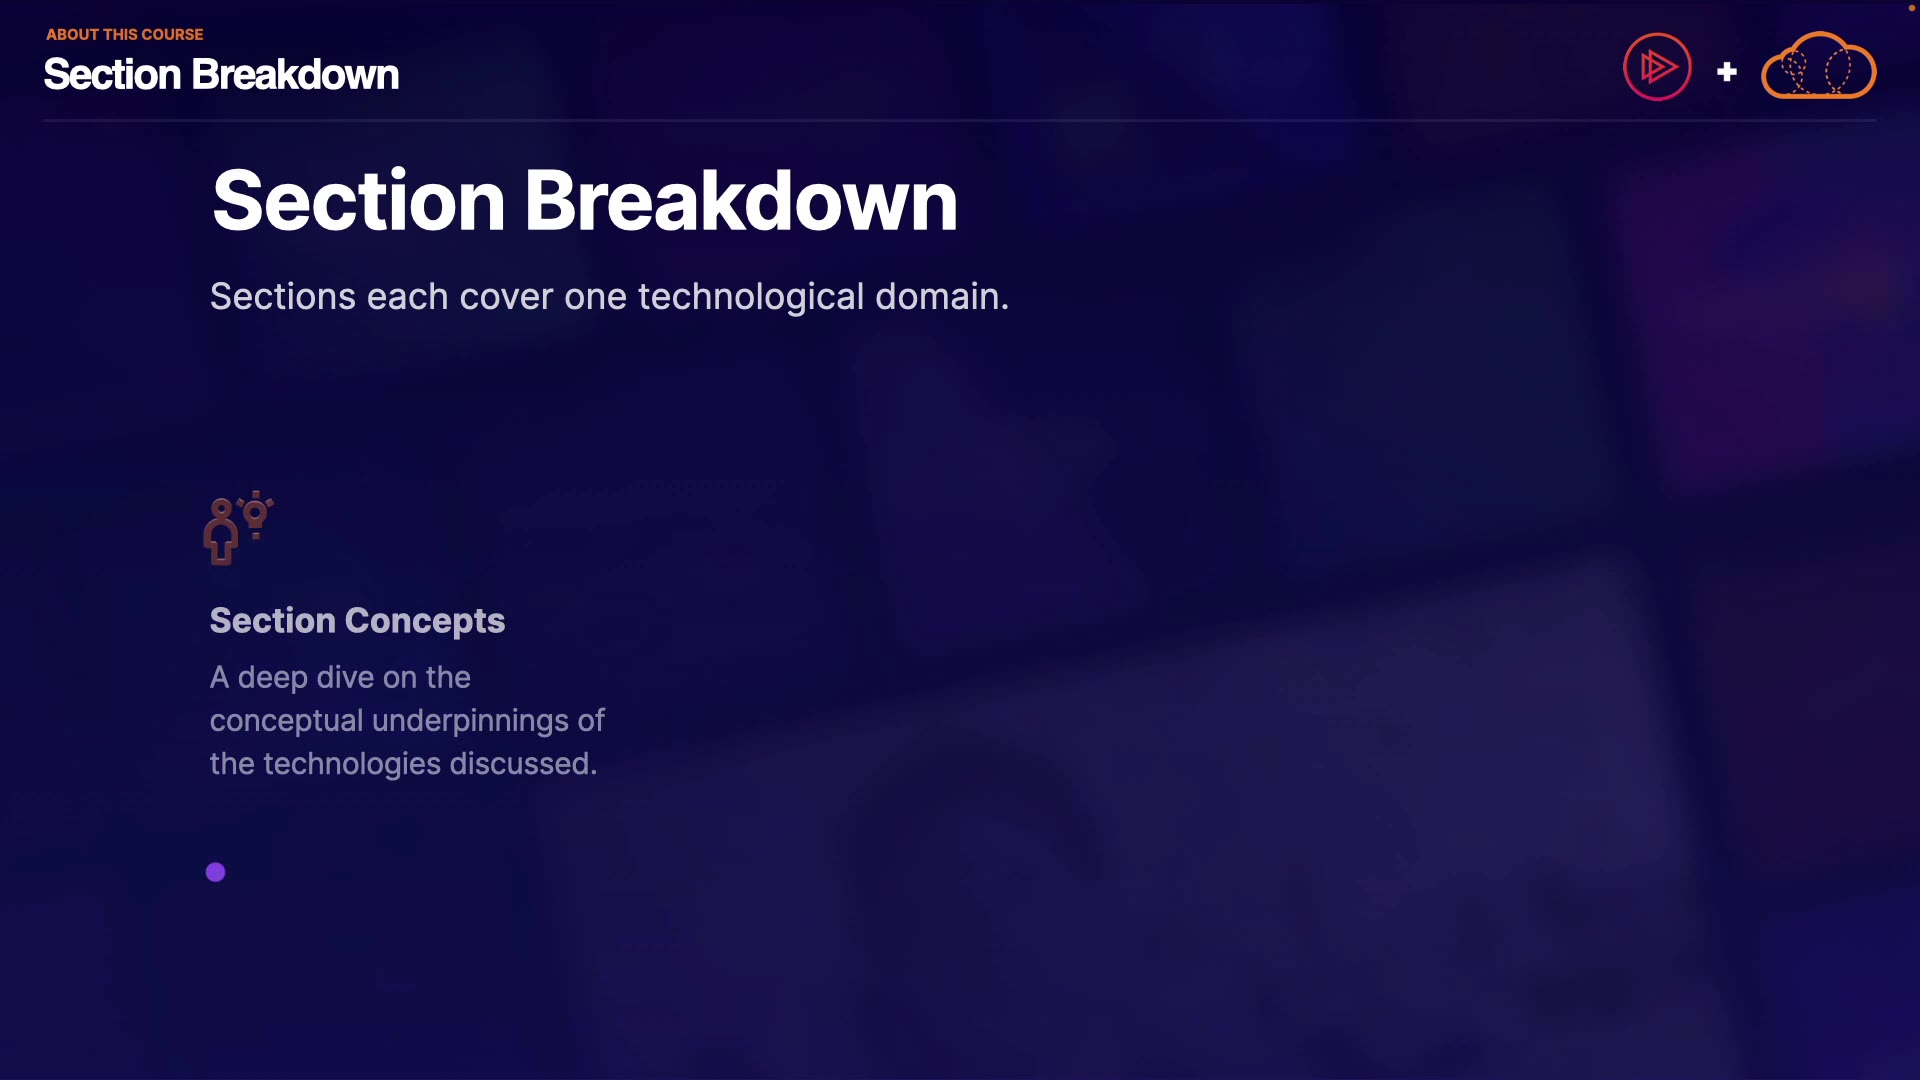 ABOUT THIS COURSE
Section Breakdown
Section Breakdown
Sections each cover one technological domain.
Section Concepts
A deep dive on the
conceptual underpinnings of
the technologies discussed.